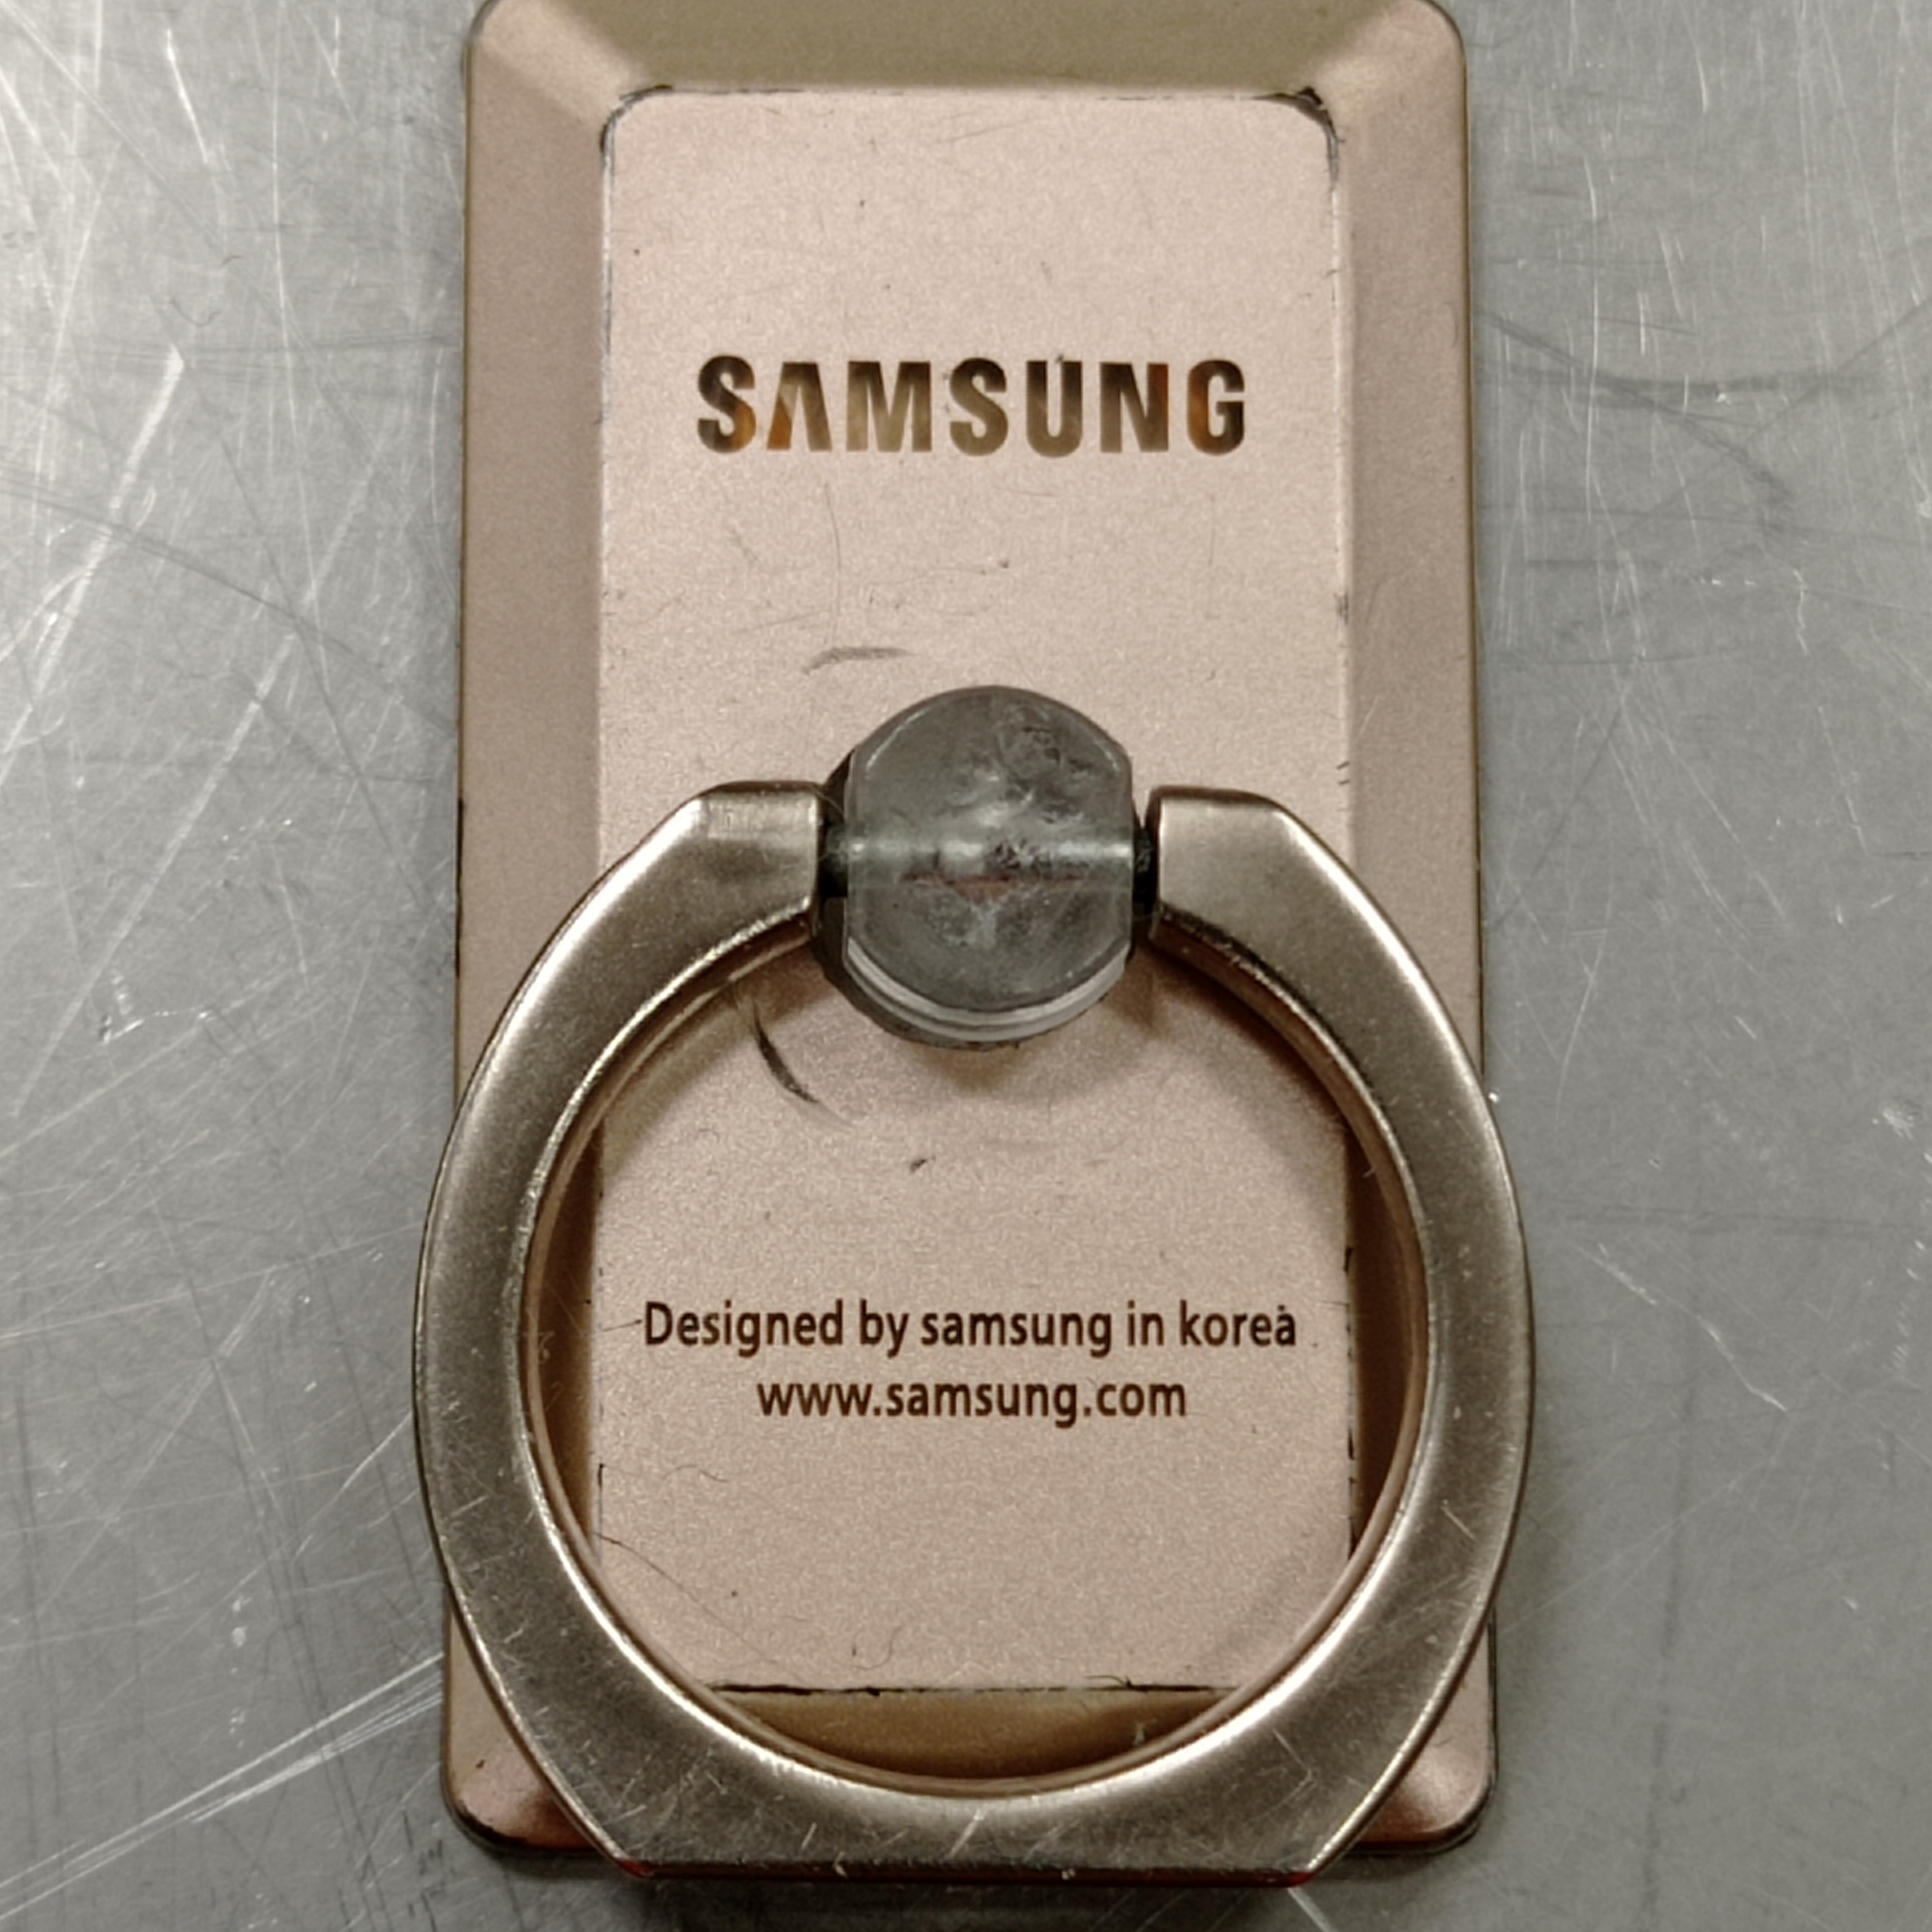 SAMSUNG
Designed by samsung in korea
www.samsung.com